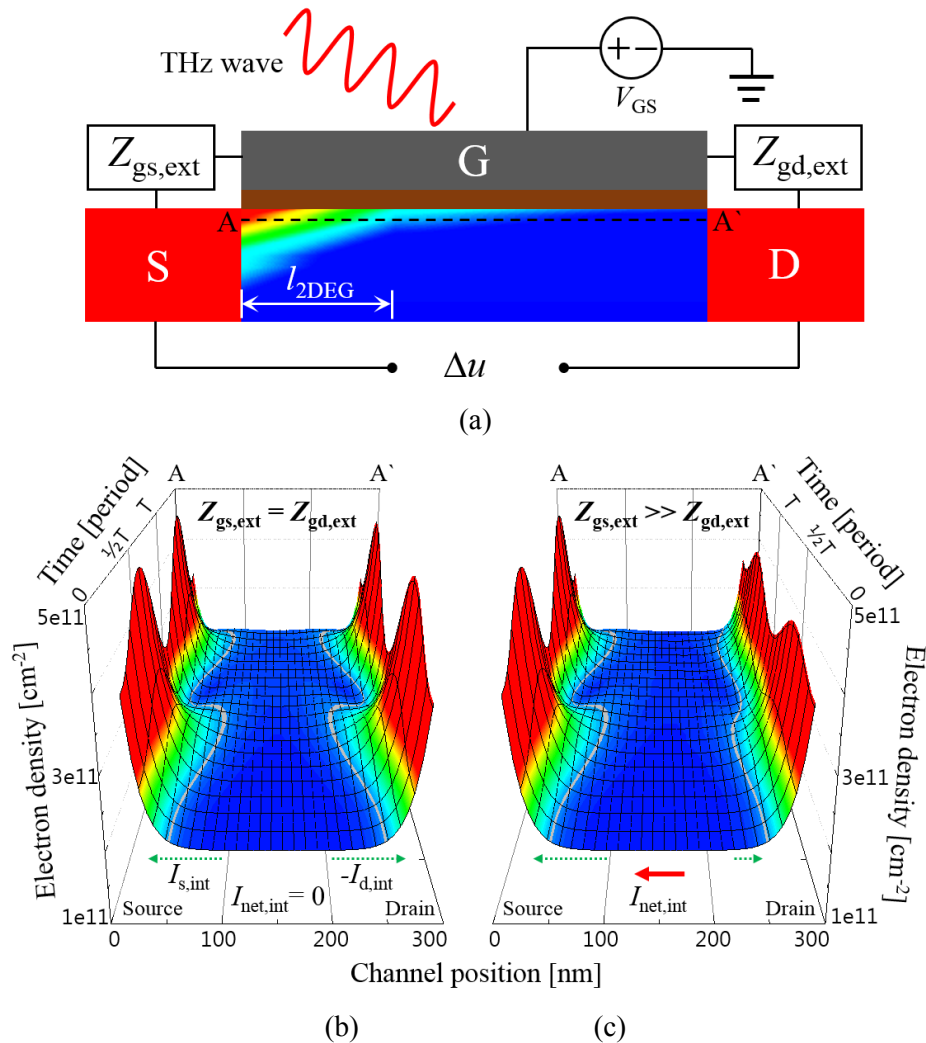 THz wave
+ −
V_GS
Z_gs,ext
G
Z_gd,ext
A
A`
S
D
l_2DEG
Δu
(a)
A
A`
Z_gs,ext = Z_gd,ext
Time [period]
0
½T
T
5e11
3e11
1e11
Electron density [cm^-2]
I_s,int
-I_d,int
I_net,int = 0
Source
Drain
0
100
200
300
A
A`
Z_gs,ext >> Z_gd,ext
Time [period]
T
½T
0
5e11
3e11
1e11
Electron density [cm^-2]
I_net,int
Source
Drain
0
100
200
300
Channel position [nm]
(b)
(c)